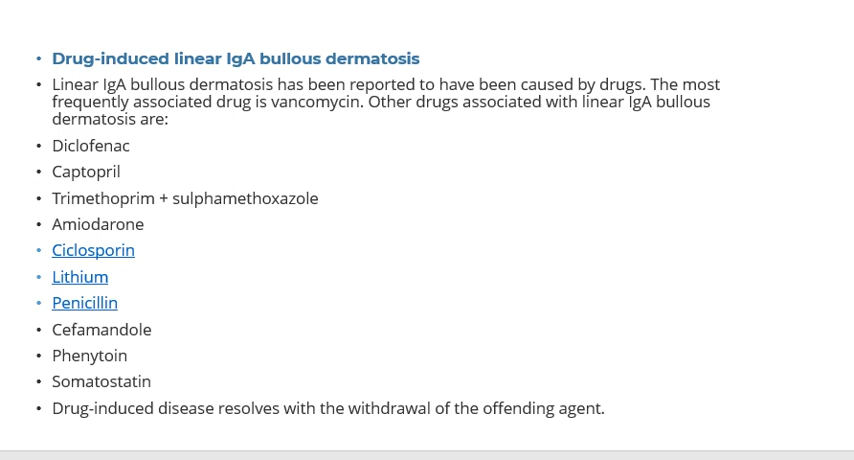 • Drug-induced linear IgA bullous dermatosis
• Linear IgA bullous dermatosis has been reported to have been caused by drugs. The most
frequently associated drug is vancomycin. Other drugs associated with linear IgA bullous
dermatosis are:
• Diclofenac
• Captopril
• Trimethoprim + sulphamethoxazole
• Amiodarone
• Ciclosporin
• Lithium
• Penicillin
• Cefamandole
• Phenytoin
• Somatostatin
• Drug-induced disease resolves with the withdrawal of the offending agent.